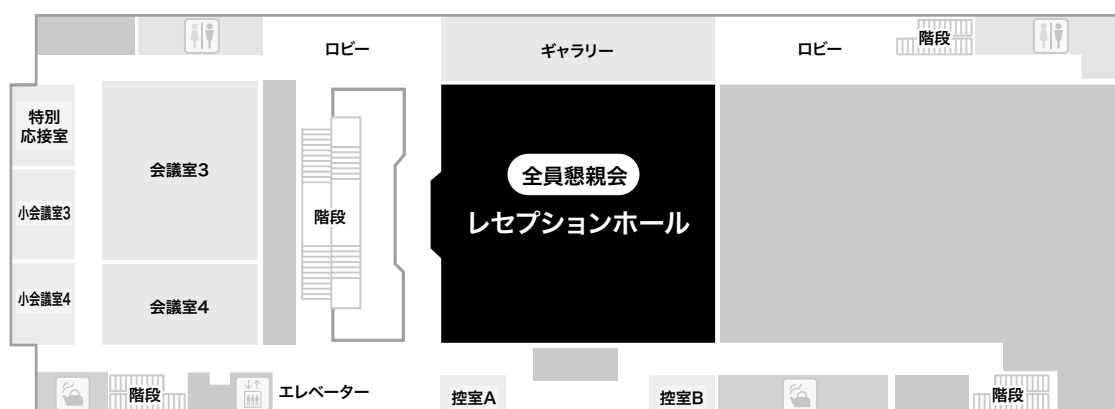 ロビー
ギャラリー
ロビー
階段
特別
応接室
会議室3
全員懇親会
小会議室3
階段
レセプションホール
小会議室4
会議室4
階段
エレベーター
控室A
控室B
階段